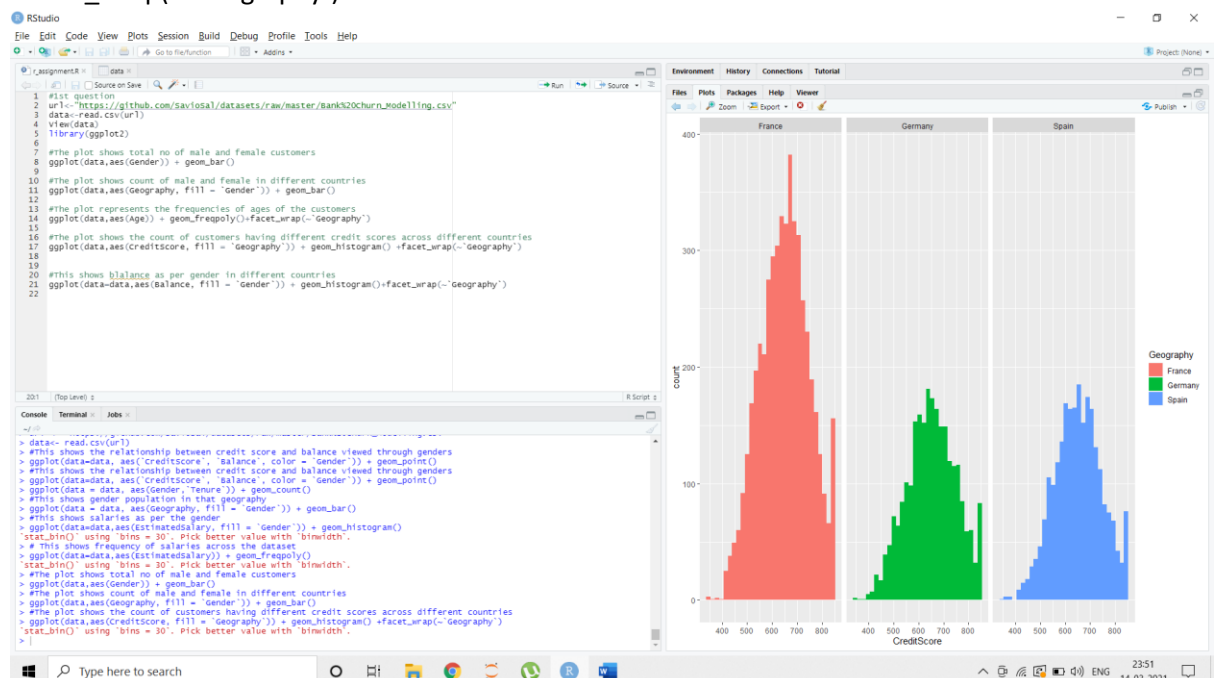 RStudio
File Edit Code View Plots Session Build Debug Profile Tools Help
Go to file/function Addins Project: (None)
r_assignment.R × data ×
Source on Save Run Source
1 #1st question
2 url<-"https://github.com/Saviosal/datasets/raw/master/Bank%20Churn_Modelling.csv"
3 data<-read.csv(url)
4 View(data)
5 library(ggplot2)
6
7 #The plot shows total no of male and female customers
8 ggplot(data,aes(Gender)) + geom_bar()
9
10 #The plot shows count of male and female in different countries
11 ggplot(data,aes(Geography, fill = `Gender`)) + geom_bar()
12
13 #The plot represents the frequencies of ages of the customers
14 ggplot(data,aes(Age)) + geom_freqpoly()+facet_wrap(~`Geography`)
15
16 #The plot shows the count of customers having different credit scores across different countries
17 ggplot(data,aes(CreditScore, fill = `Geography`)) + geom_histogram() +facet_wrap(~`Geography`)
18
19
20 #This shows blalance as per gender in different countries
21 ggplot(data=data,aes(Balance, fill = `Gender`)) + geom_histogram()+facet_wrap(~`Geography`)
22
20:1 (Top Level) R Script
Console Terminal × Jobs ×
~/
> data<- read.csv(url)
> #This shows the relationship between credit score and balance viewed through genders
> ggplot(data=data, aes(`CreditScore`, `Balance`, color = `Gender`)) + geom_point()
> #This shows the relationship between credit score and balance viewed through genders
> ggplot(data=data, aes(`CreditScore`, `Balance`, color = `Gender`)) + geom_point()
> ggplot(data = data, aes(Gender,`Tenure`)) + geom_count()
> #This shows gender population in that geography
> ggplot(data = data, aes(Geography, fill = `Gender`)) + geom_bar()
> #This shows salaries as per the gender
> ggplot(data=data,aes(EstimatedSalary, fill = `Gender`)) + geom_histogram()
`stat_bin()` using `bins = 30`. Pick better value with `binwidth`.
> # This shows frequency of salaries across the dataset
> ggplot(data=data,aes(EstimatedSalary)) + geom_freqpoly()
`stat_bin()` using `bins = 30`. Pick better value with `binwidth`.
> #The plot shows total no of male and female customers
> ggplot(data,aes(Gender)) + geom_bar()
> #The plot shows count of male and female in different countries
> ggplot(data,aes(Geography, fill = `Gender`)) + geom_bar()
> #The plot shows the count of customers having different credit scores across different countries
> ggplot(data,aes(CreditScore, fill = `Geography`)) + geom_histogram() +facet_wrap(~`Geography`)
`stat_bin()` using `bins = 30`. Pick better value with `binwidth`.
>
Environment History Connections Tutorial
Files Plots Packages Help Viewer
Zoom Export Publish
France Germany Spain
400
300
200
100
0
count
400 500 600 700 800 400 500 600 700 800 400 500 600 700 800
CreditScore
Geography
France
Germany
Spain
Type here to search
ENG 23:51